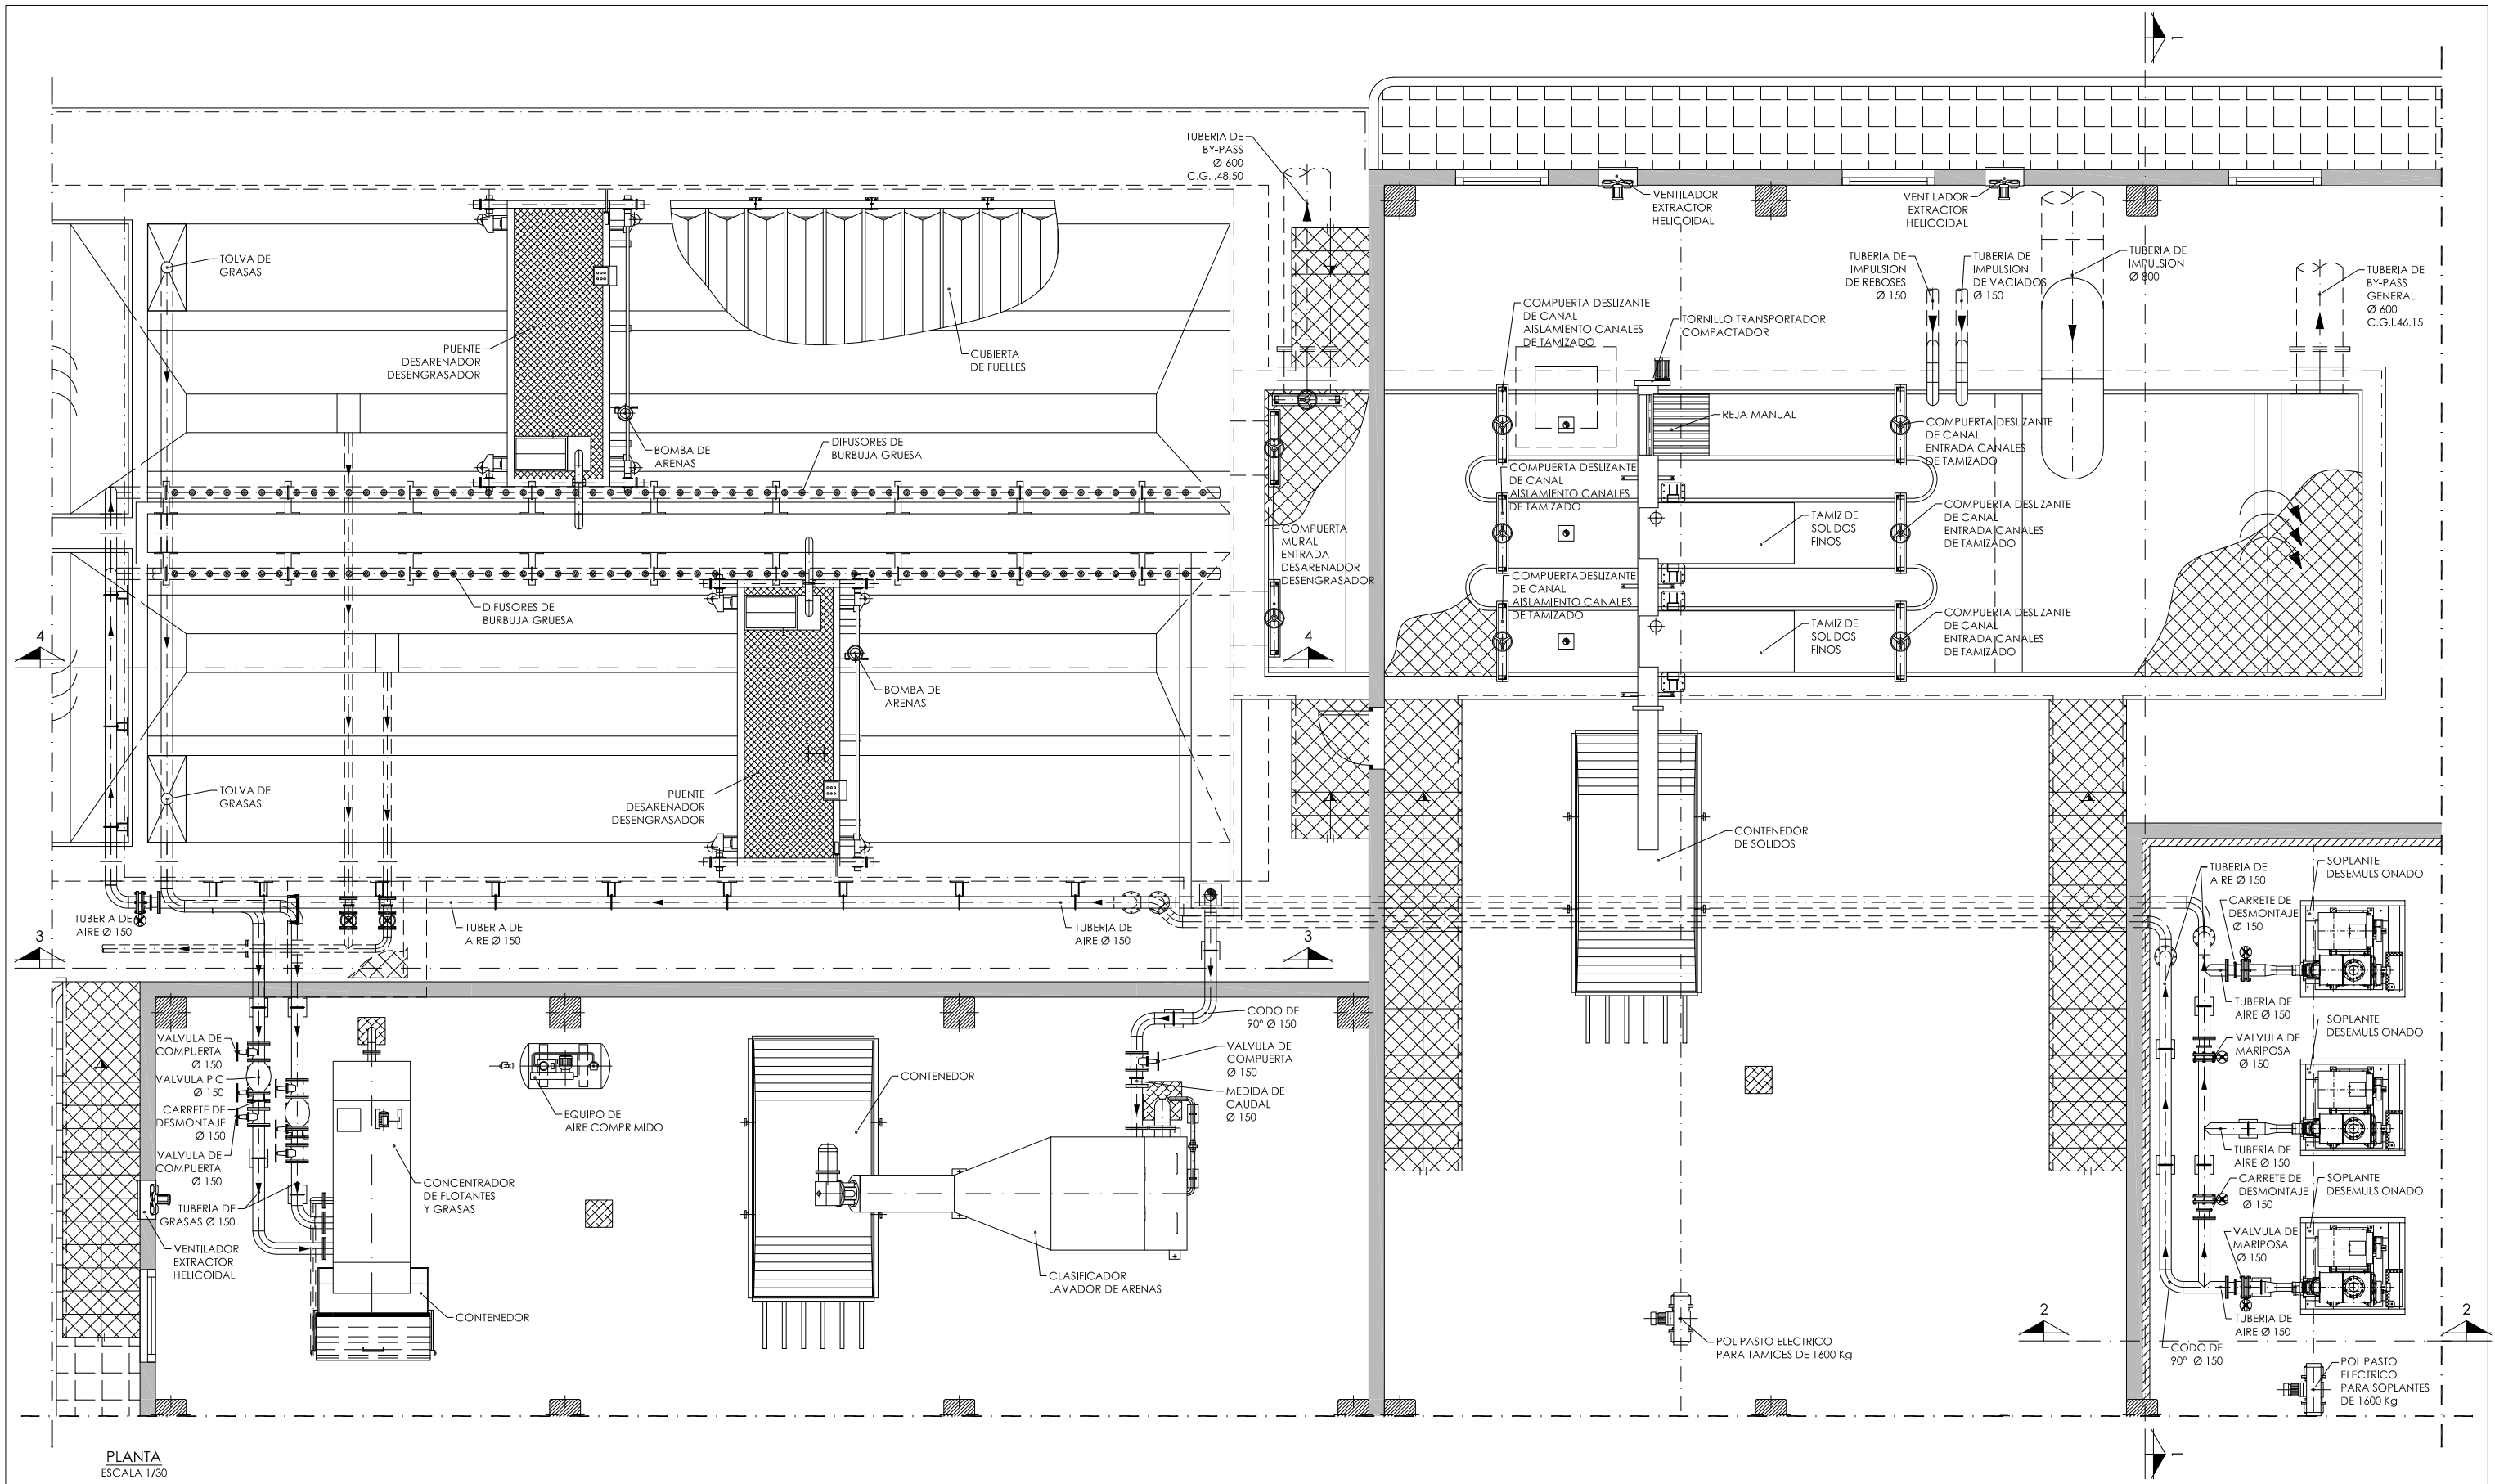 1
TUBERIA DE
BY-PASS
Ø 600
C.G.I.48.50
VENTILADOR
EXTRACTOR
HELICOIDAL
VENTILADOR
EXTRACTOR
HELICOIDAL
TOLVA DE
GRASAS
TUBERIA DE
IMPULSION
DE REBOSES
Ø 150
TUBERIA DE
IMPULSION
DE VACIADOS
Ø 150
TUBERIA DE
IMPULSION
Ø 800
TUBERIA DE
BY-PASS
GENERAL
Ø 600
C.G.I.46.15
COMPUERTA DESLIZANTE
DE CANAL
AISLAMIENTO CANALES
DE TAMIZADO
TORNILLO TRANSPORTADOR
COMPACTADOR
PUENTE
DESARENADOR
DESENGRASADOR
CUBIERTA
DE FUELLES
REJA MANUAL
COMPUERTA DESLIZANTE
DE CANAL
ENTRADA CANALES
DE TAMIZADO
BOMBA DE
ARENAS
DIFUSORES DE
BURBUJA GRUESA
COMPUERTA DESLIZANTE
DE CANAL
AISLAMIENTO CANALES
DE TAMIZADO
COMPUERTA
MURAL
ENTRADA
DESARENADOR
DESENGRASADOR
TAMIZ DE
SOLIDOS
FINOS
COMPUERTA DESLIZANTE
DE CANAL
ENTRADA CANALES
DE TAMIZADO
DIFUSORES DE
BURBUJA GRUESA
COMPUERTADESLIZANTE
DE CANAL
AISLAMIENTO CANALES
DE TAMIZADO
TAMIZ DE
SOLIDOS
FINOS
COMPUERTA DESLIZANTE
DE CANAL
ENTRADA CANALES
DE TAMIZADO
4
4
BOMBA DE
ARENAS
TOLVA DE
GRASAS
PUENTE
DESARENADOR
DESENGRASADOR
CONTENEDOR
DE SOLIDOS
TUBERIA DE
AIRE Ø 150
SOPLANTE
DESEMULSIONADO
CARRETE DE
DESMONTAJE
Ø 150
TUBERIA DE
AIRE Ø 150
TUBERIA DE
AIRE Ø 150
TUBERIA DE
AIRE Ø 150
3
3
TUBERIA DE
AIRE Ø 150
SOPLANTE
DESEMULSIONADO
CODO DE
90º Ø 150
VALVULA DE
COMPUERTA
Ø 150
VALVULA PIC
Ø 150
CARRETE DE
DESMONTAJE
Ø 150
VALVULA DE
COMPUERTA
Ø 150
TUBERIA DE
GRASAS Ø 150
VENTILADOR
EXTRACTOR
HELICOIDAL
EQUIPO DE
AIRE COMPRIMIDO
CONTENEDOR
VALVULA DE
COMPUERTA
Ø 150
MEDIDA DE
CAUDAL
Ø 150
VALVULA DE
MARIPOSA
Ø 150
TUBERIA DE
AIRE Ø 150
CARRETE DE
DESMONTAJE
Ø 150
SOPLANTE
DESEMULSIONADO
CONCENTRADOR
DE FLOTANTES
Y GRASAS
VALVULA DE
MARIPOSA
Ø 150
CLASIFICADOR
LAVADOR DE ARENAS
CONTENEDOR
2
2
TUBERIA DE
AIRE Ø 150
POLIPASTO ELECTRICO
PARA TAMICES DE 1600 Kg
CODO DE
90º Ø 150
POLIPASTO
ELECTRICO
PARA SOPLANTES
DE 1600 Kg
1
PLANTA
ESCALA 1/30